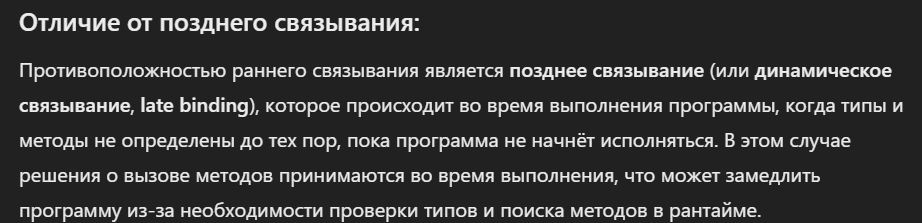 Отличие от позднего связывания:
Противоположностью раннего связывания является позднее связывание (или динамическое
связывание, late binding), которое происходит во время выполнения программы, когда типы и
методы не определены до тех пор, пока программа не начнёт исполняться. В этом случае
решения о вызове методов принимаются во время выполнения, что может замедлить
программу из-за необходимости проверки типов и поиска методов в рантайме.